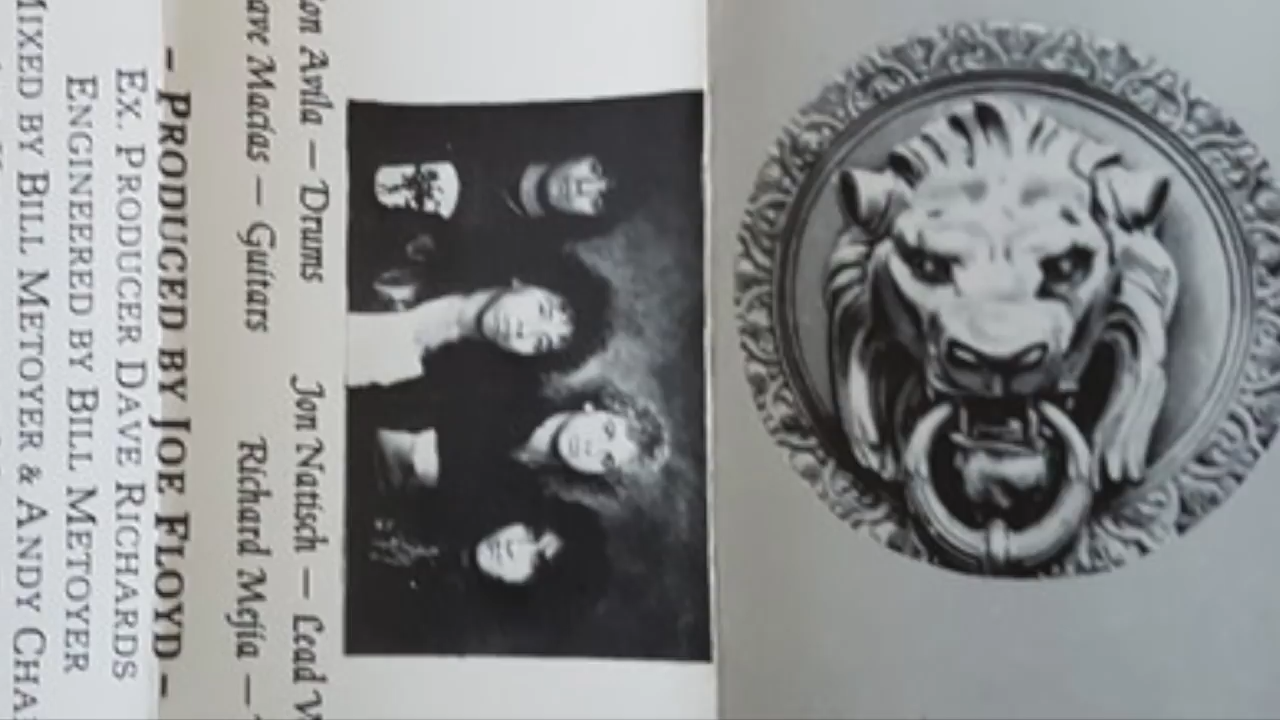 on Avila – Drums Jon Natisch – Lead V
ave Macias – Guitars Richard Mejia –
– PRODUCED BY JOE FLOYD –
EX. PRODUCER DAVE RICHARDS
ENGINEERED BY BILL METOYER
MIXED BY BILL METOYER & ANDY CHA